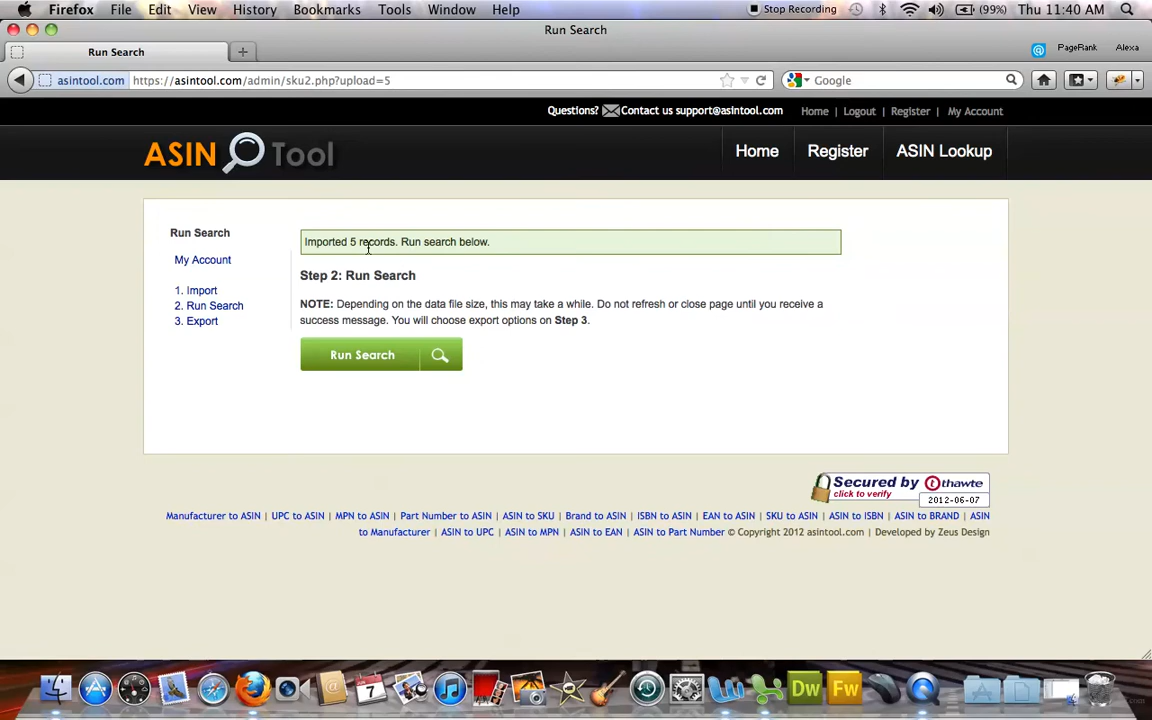 Firefox File Edit View History Bookmarks Tools Window Help Stop Recording (99%) Thu 11:40 AM
Run Search
Run Search
PageRank Alexa
asintool.com https://asintool.com/admin/sku2.php?upload=5 Google
Questions? Contact us support@asintool.com Home | Logout | Register | My Account
ASIN Tool Home Register ASIN Lookup
Run Search
My Account
1. Import
2. Run Search
3. Export
Imported 5 records. Run search below.
Step 2: Run Search
NOTE: Depending on the data file size, this may take a while. Do not refresh or close page until you receive a
success message. You will choose export options on Step 3.
Run Search
Secured by thawte
click to verify 2012-06-07
Manufacturer to ASIN | UPC to ASIN | MPN to ASIN | Part Number to ASIN | ASIN to SKU | Brand to ASIN | ISBN to ASIN | EAN to ASIN | SKU to ASIN | ASIN to ISBN | ASIN to BRAND | ASIN
to Manufacturer | ASIN to UPC | ASIN to MPN | ASIN to EAN | ASIN to Part Number © Copyright 2012 asintool.com | Developed by Zeus Design
7
Dw Fw